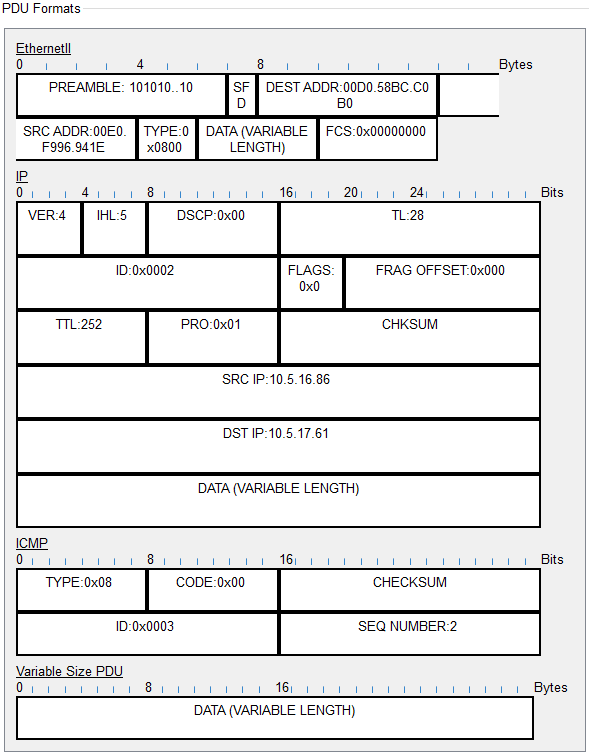 PDU Formats
EthernetII
0 4 8 Bytes
PREAMBLE: 101010..10
SF
D
DEST ADDR:00D0.58BC.C0
B0
SRC ADDR:00E0.
F996.941E
TYPE:0
x0800
DATA (VARIABLE
LENGTH)
FCS:0x00000000
IP
0 4 8 16 20 24 Bits
VER:4 IHL:5 DSCP:0x00 TL:28
ID:0x0002
FLAGS:
0x0
FRAG OFFSET:0x000
TTL:252 PRO:0x01 CHKSUM
SRC IP:10.5.16.86
DST IP:10.5.17.61
DATA (VARIABLE LENGTH)
ICMP
0 8 16 Bits
TYPE:0x08 CODE:0x00 CHECKSUM
ID:0x0003 SEQ NUMBER:2
Variable Size PDU
0 8 16 Bytes
DATA (VARIABLE LENGTH)